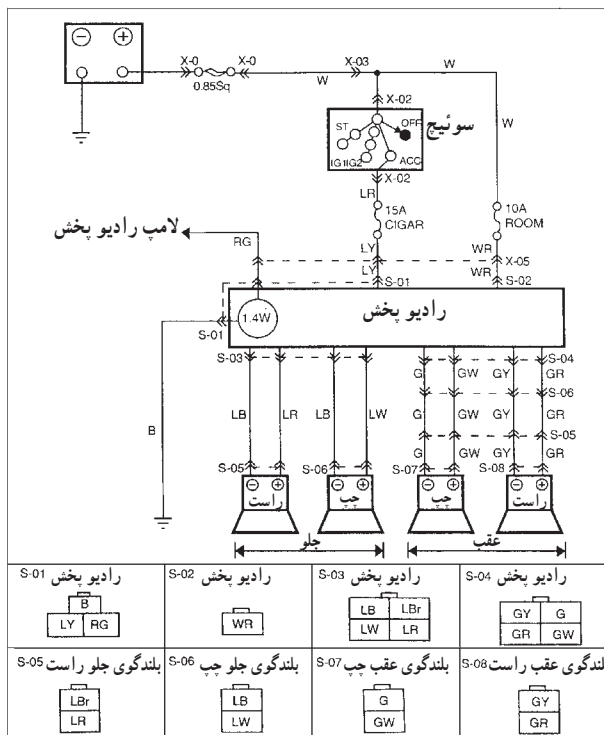 ⊖ ⊕
X-0 X-0 X-03 W
0.85Sq W
X-02
W
سوئیچ
ST OFF
IG1 IG2 ACC
X-02
LR
15A
CIGAR
10A
ROOM
لامپ رادیو پخش
RG LY WR X-05
LY WR
S-01 S-02
رادیو پخش
1.4W
S-01
S-03 S-04
G GW GY GR
S-06
LB LR LB LW G GW GY GR
B
S-05
G GW GY GR
S-05 S-06 S-07 S-08
⊖ ⊕ ⊖ ⊕ ⊖ ⊕ ⊖ ⊕
راست چپ چپ راست
جلو عقب
S-01 رادیو پخش
B
LY RG
S-02 رادیو پخش
WR
S-03 رادیو پخش
LB LBr
LW LR
S-04 رادیو پخش
GY G
GR GW
S-05 بلندگوی جلو راست
LBr
LR
S-06 بلندگوی جلو چپ
LB
LW
S-07 بلندگوی عقب چپ
G
GW
S-08 بلندگوی عقب راست
GY
GR